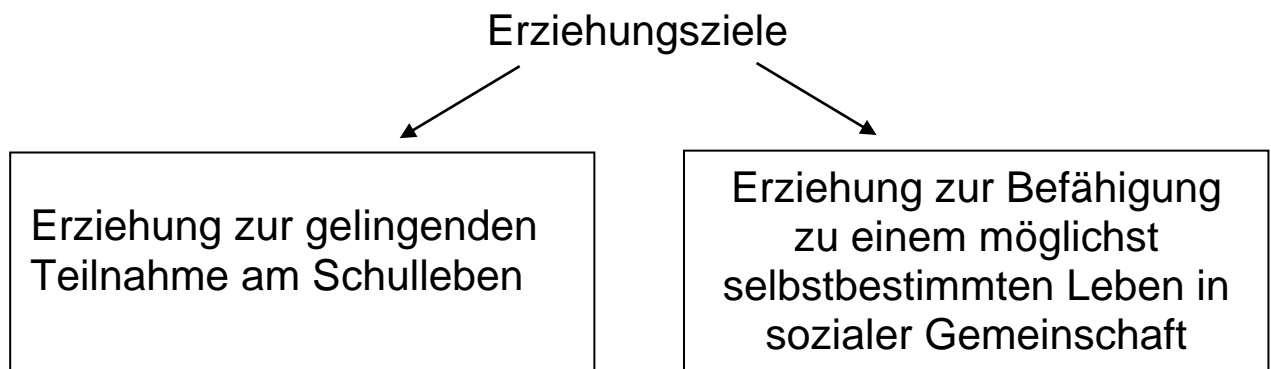 Erziehungsziele
Erziehung zur gelingenden
Teilnahme am Schulleben
Erziehung zur Befähigung
zu einem möglichst
selbstbestimmten Leben in
sozialer Gemeinschaft